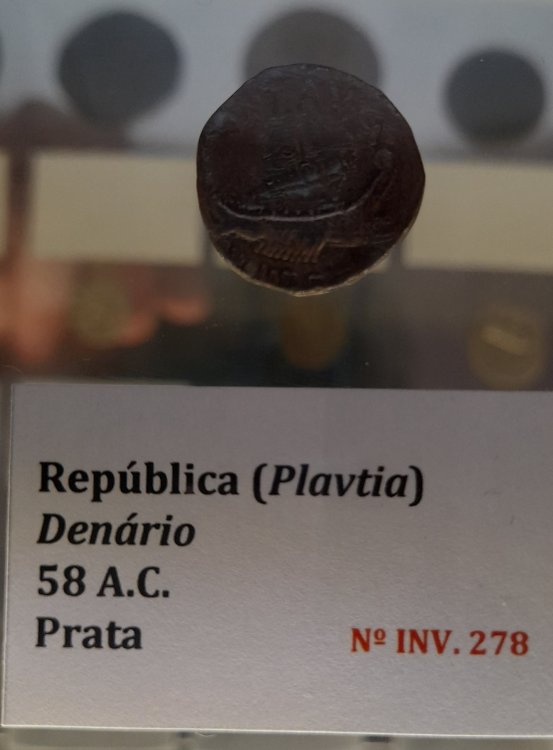 República (Plavtia)
Denário
58 A.C.
Prata
Nº INV. 278